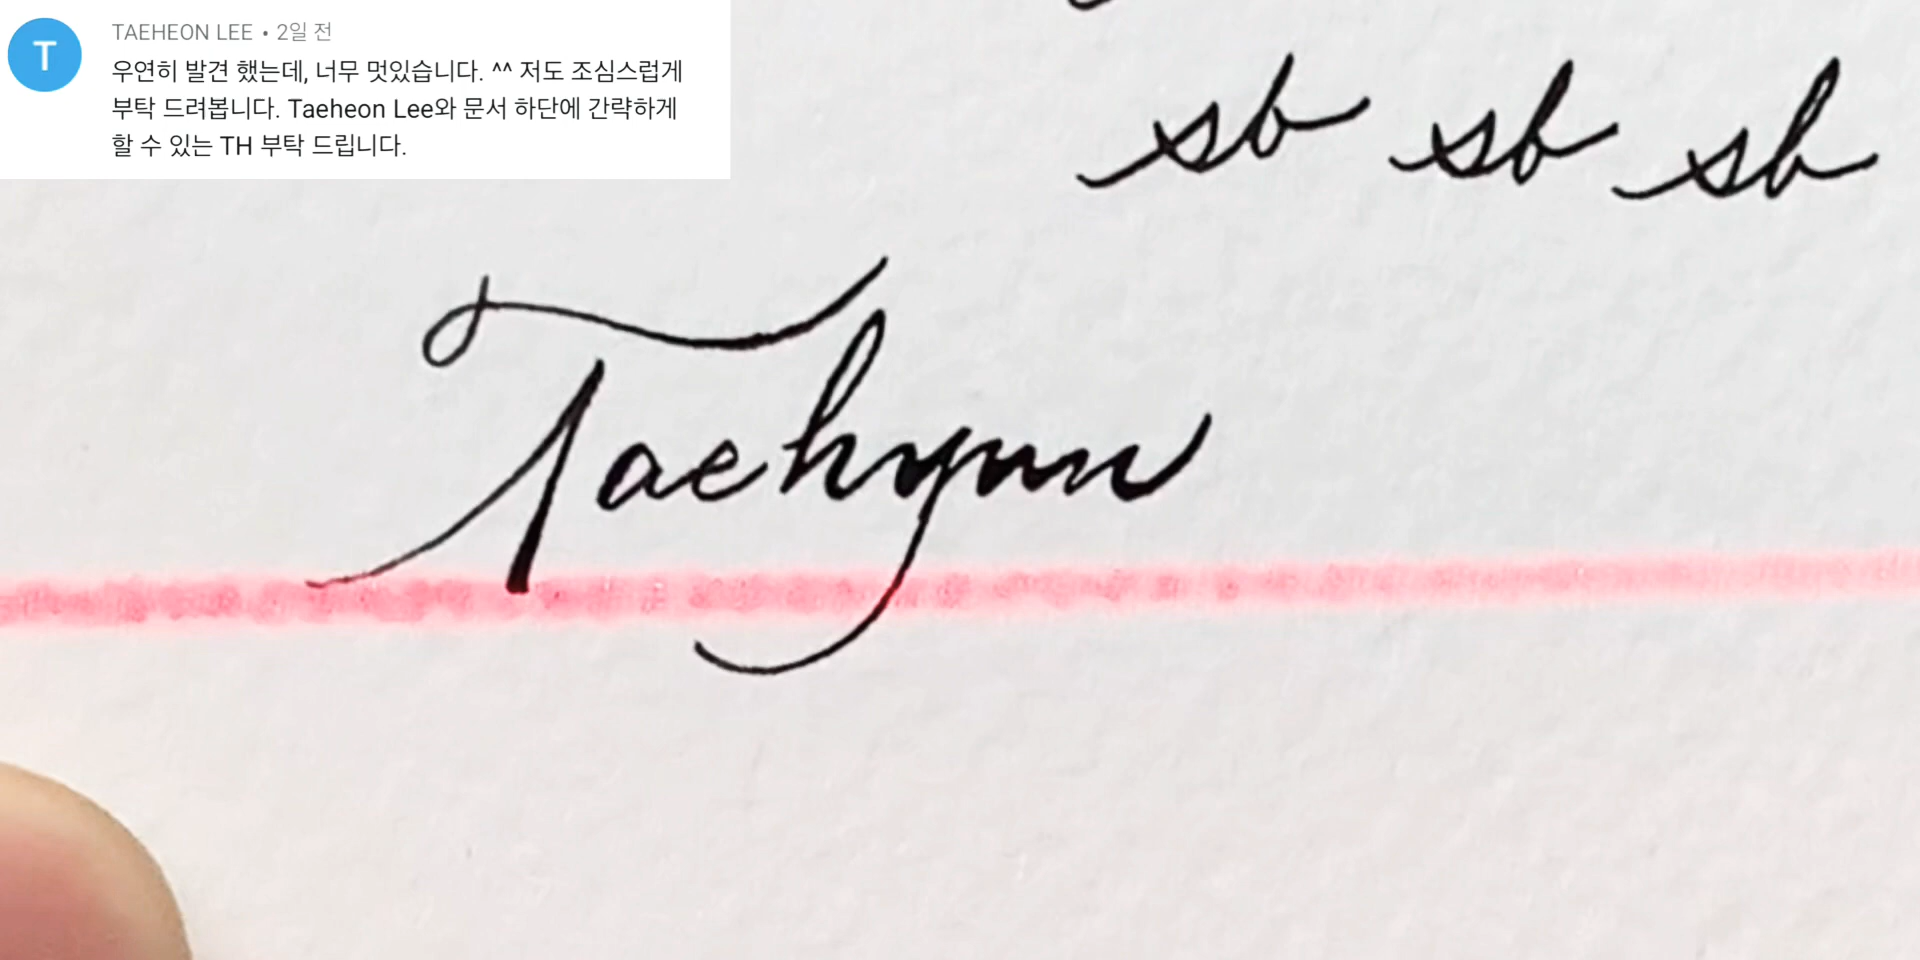 T
TAEHEON LEE • 2일 전
우연히 발견 했는데, 너무 멋있습니다. ^^ 저도 조심스럽게
부탁 드려봅니다. Taeheon Lee와 문서 하단에 간략하게
할 수 있는 TH 부탁 드립니다.
sb sb sb
Taehyun